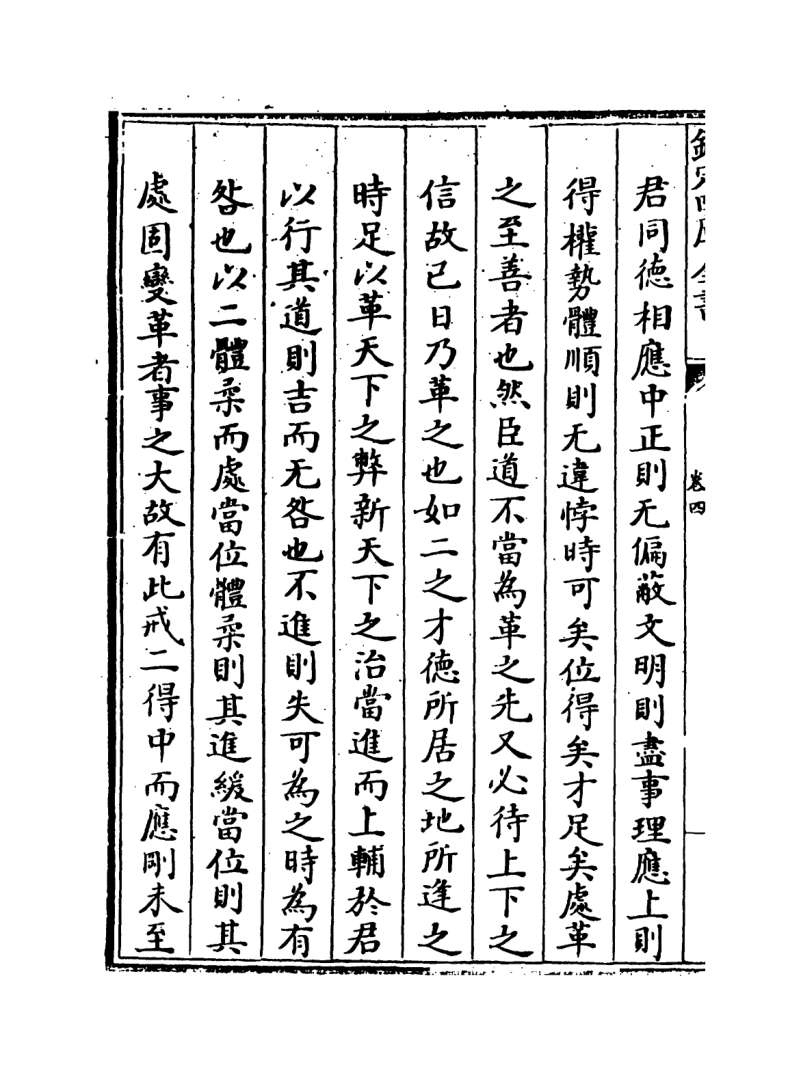 君同德相應中正則无偏蔽文明則盡事理應上則
得權勢體順則无違悖時可矣位得矣才足矣處革
之至善者也然臣道不當為革之先又必待上下之
信故已日乃革之也如二之才德所居之地所逢之
時足以革天下之弊新天下之治當進而上輔於君
以行其道則吉而无咎也不進則失可為之時為有
咎也以二體柔而處當位體柔則其進緩當位則其
處固變革者事之大故有此戒二得中而應剛未至
卷四